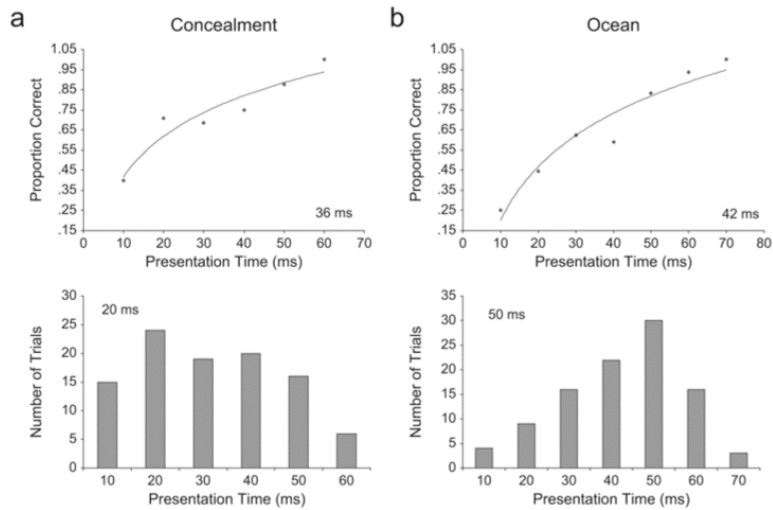 a
Concealment
1.05
.95
.85
.75
.65
.55
.45
.35
.25
.15
Proportion Correct
36 ms
0 10 20 30 40 50 60 70
Presentation Time (ms)
30
25
20
15
10
5
0
Number of Trials
20 ms
10 20 30 40 50 60
Presentation Time (ms)
b
Ocean
1.05
.95
.85
.75
.65
.55
.45
.35
.25
.15
Proportion Correct
42 ms
0 10 20 30 40 50 60 70 80
Presentation Time (ms)
35
30
25
20
15
10
5
0
Number of Trials
50 ms
10 20 30 40 50 60 70
Presentation Time (ms)